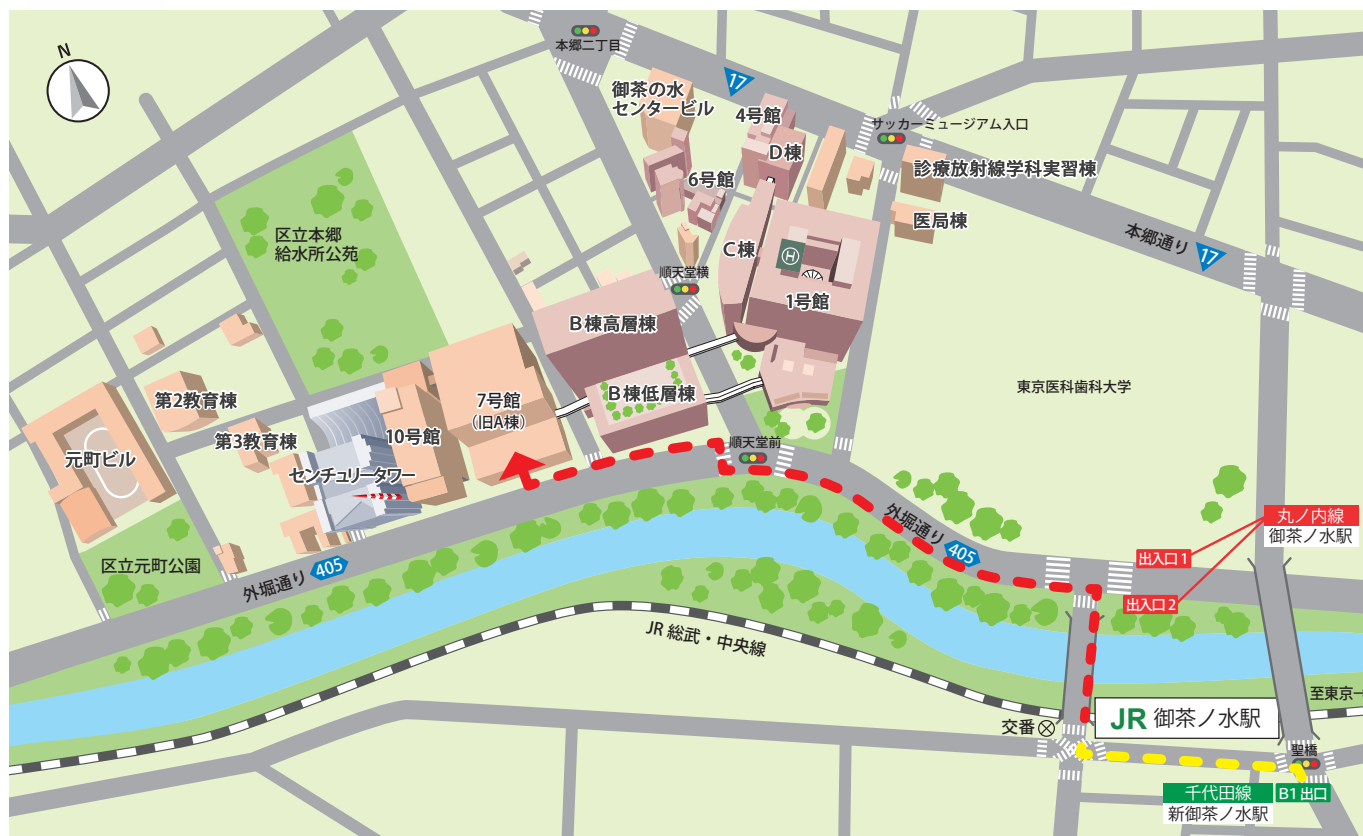 N
本郷二丁目
17
御茶の水
センタービル
4号館
サッカーミュージアム入口
D棟
診療放射線学科実習棟
6号館
医局棟
区立本郷
給水所公苑
C棟
H
本郷通り
17
順天堂横
1号館
B棟高層棟
第2教育棟
7号館
(旧A棟)
B棟低層棟
東京医科歯科大学
第3教育棟
10号館
元町ビル
順天堂前
センチュリータワー
外堀通り
405
丸ノ内線
御茶ノ水駅
出入口1
区立元町公園
外堀通り
405
出入口2
JR 総武・中央線
至東京→
JR 御茶ノ水駅
交番
聖橋
千代田線
B1 出口
新御茶ノ水駅